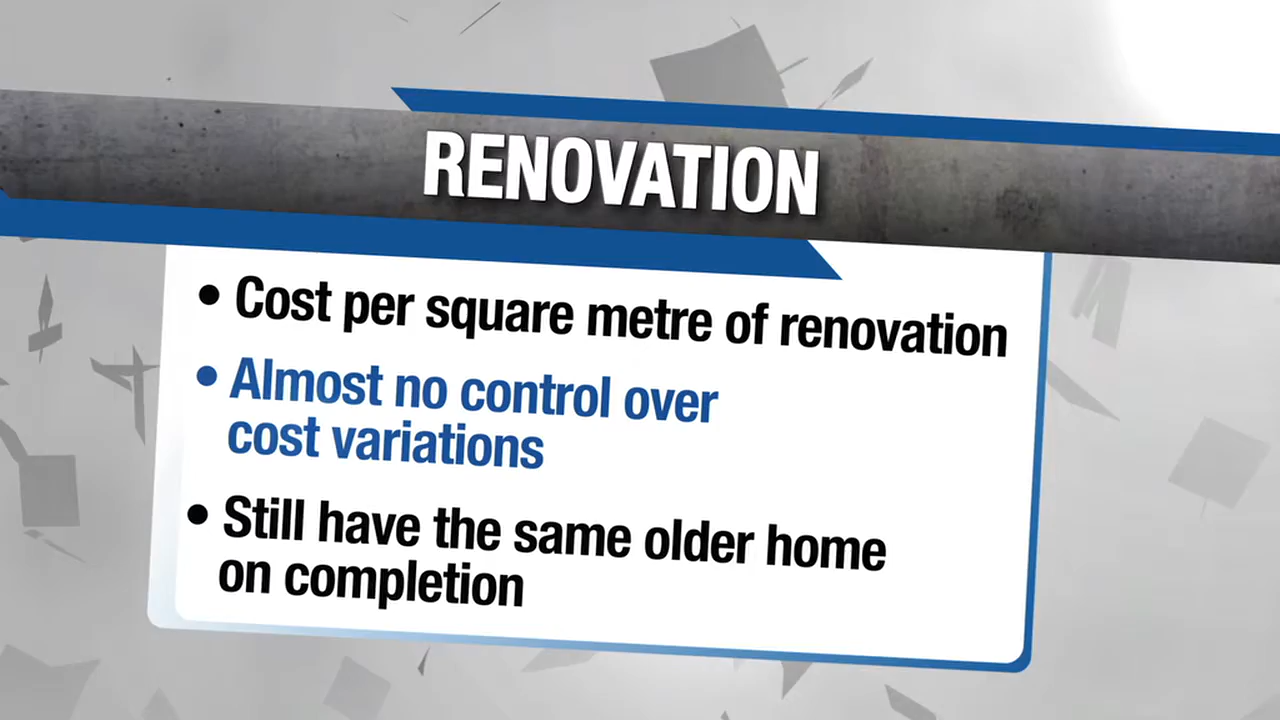 RENOVATION
• Cost per square metre of renovation
• Almost no control over
cost variations
• Still have the same older home
on completion